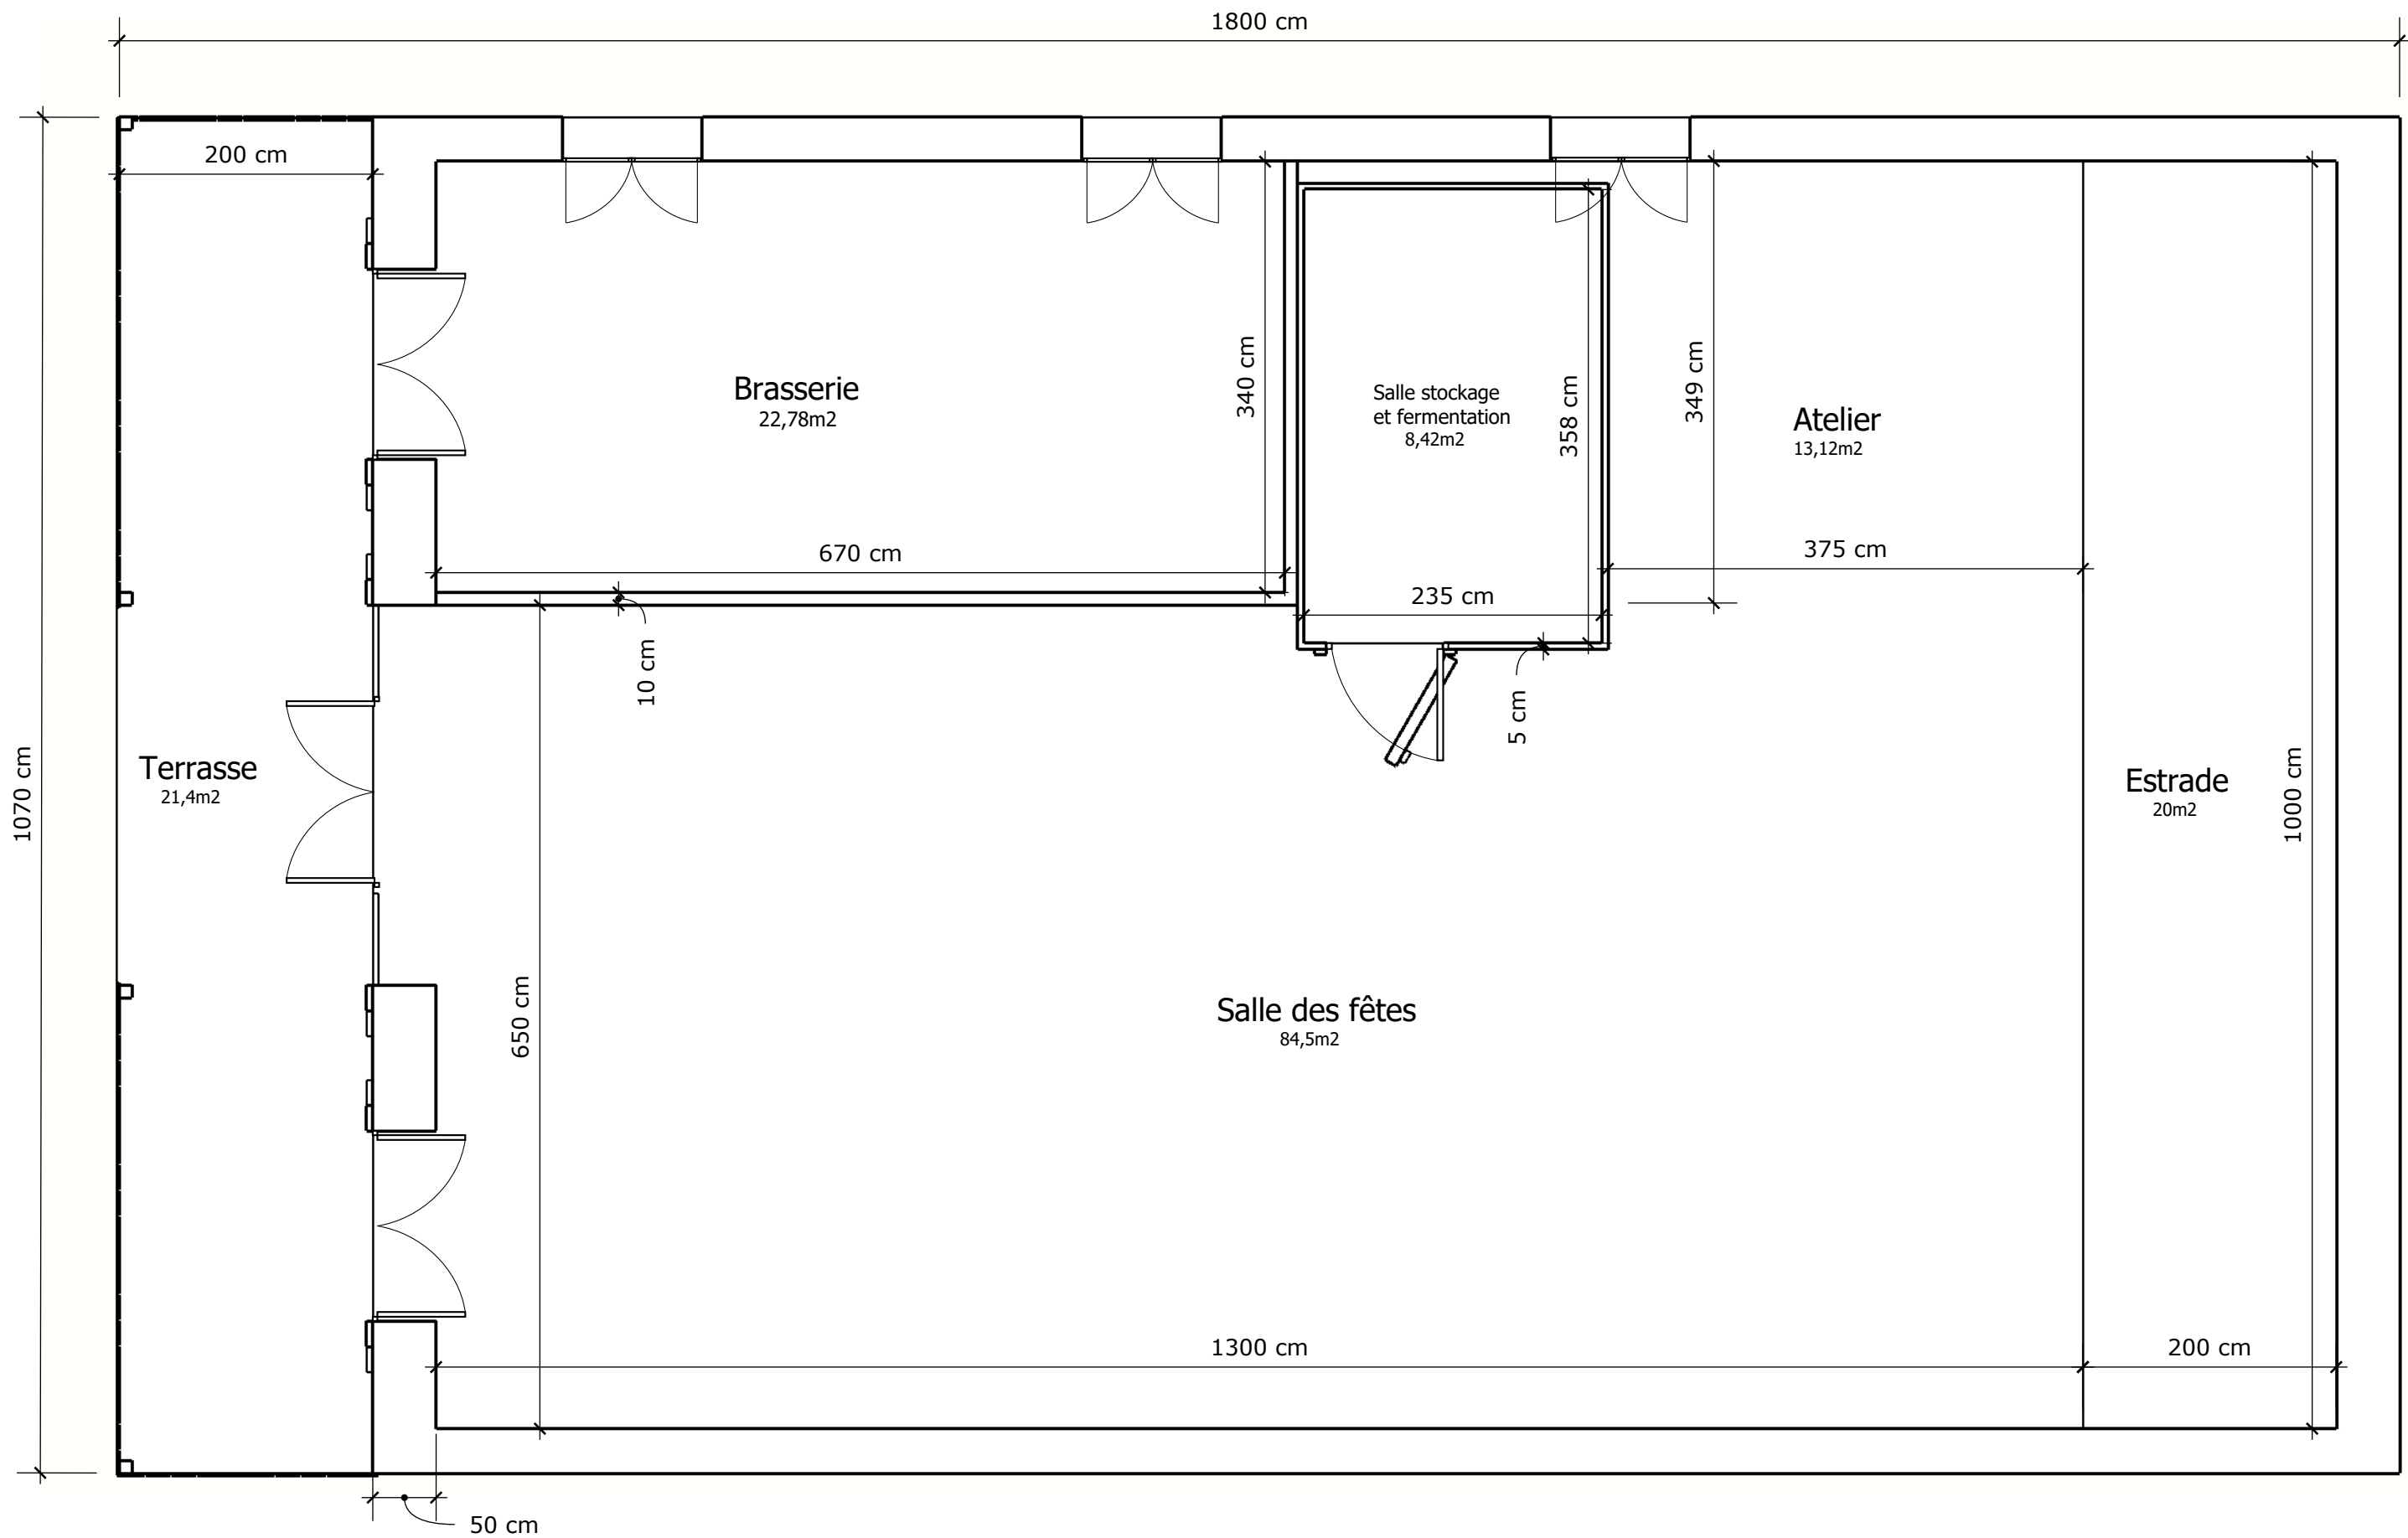 1800 cm
200 cm
Brasserie
22,78m2
340 cm
Salle stockage
et fermentation
8,42m2
358 cm
349 cm
Atelier
13,12m2
670 cm
375 cm
235 cm
10 cm
5 cm
1070 cm
Terrasse
21,4m2
Estrade
20m2
1000 cm
650 cm
Salle des fêtes
84,5m2
1300 cm
200 cm
50 cm